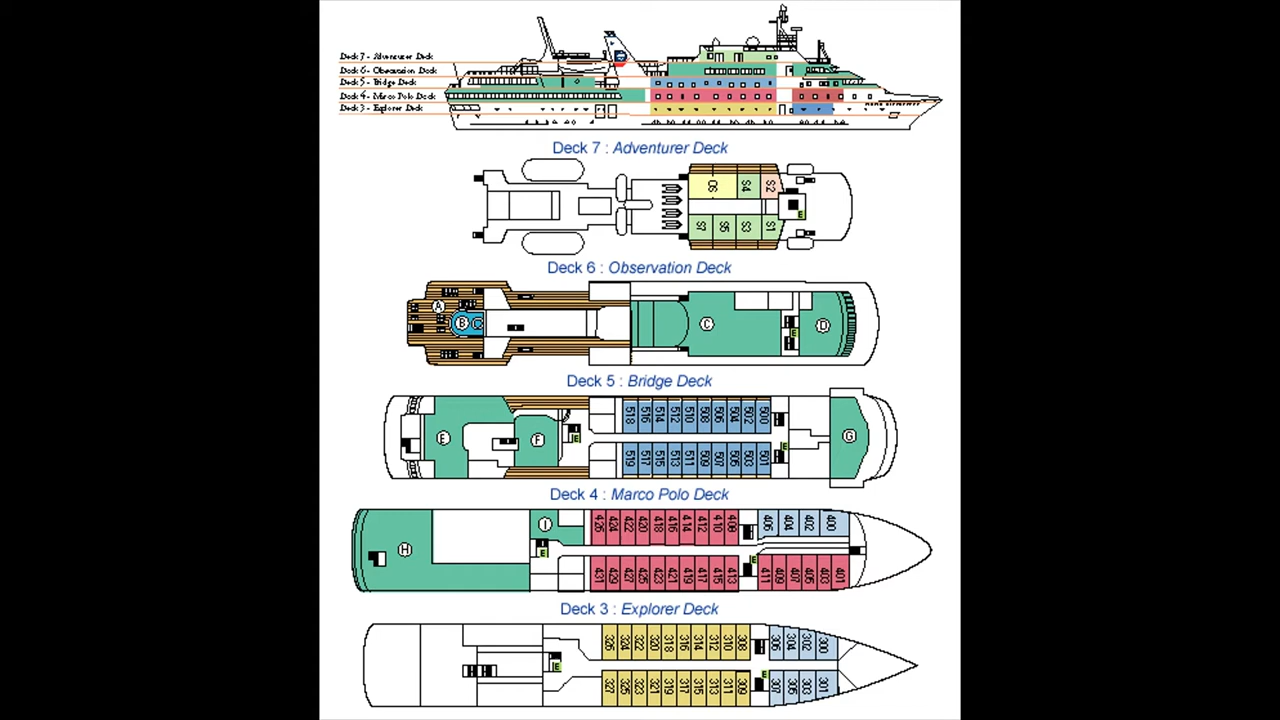 Deck 7 - Adventurer Deck
Deck 6 - Observation Deck
Deck 5 - Bridge Deck
Deck 4 - Marco Polo Deck
Deck 3 - Explorer Deck
Deck 7 : Adventurer Deck
OS S4 S2
S7 S5 S3 S1
E
Deck 6 : Observation Deck
A B C D
E
Deck 5 : Bridge Deck
518 516 514 512 510 508 506 504 502 500
E F E E G
519 517 515 513 511 509 507 505 503 501
Deck 4 : Marco Polo Deck
I 426 424 422 420 418 416 414 412 410 408 406 404 402 400
H E E
431 429 427 425 423 421 419 417 415 413 411 409 407 405 403 401
Deck 3 : Explorer Deck
326 324 322 320 318 316 314 312 310 308 306 304 302 300
E E
327 325 323 321 319 317 315 313 311 309 307 305 303 301